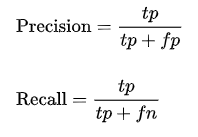 Precision = tp / (tp + fp)
Recall = tp / (tp + fn)